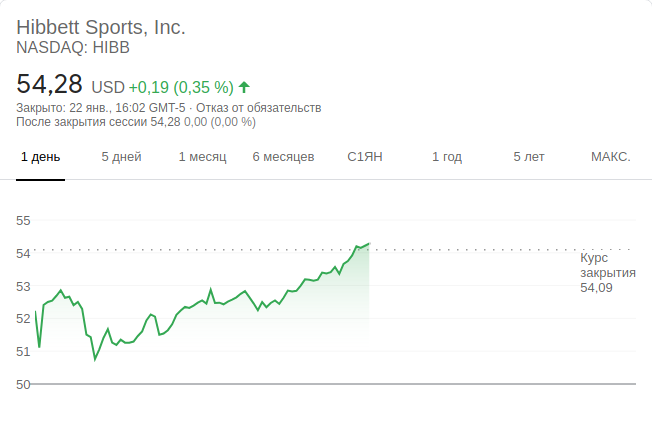 Hibbett Sports, Inc.
NASDAQ: HIBB
54,28 USD +0,19 (0,35 %)
Закрыто: 22 янв., 16:02 GMT-5 · Отказ от обязательств
После закрытия сессии 54,28 0,00 (0,00 %)
1 день 5 дней 1 месяц 6 месяцев С1ЯН 1 год 5 лет МАКС.
55
54
53
52
51
50
Курс
закрытия
54,09